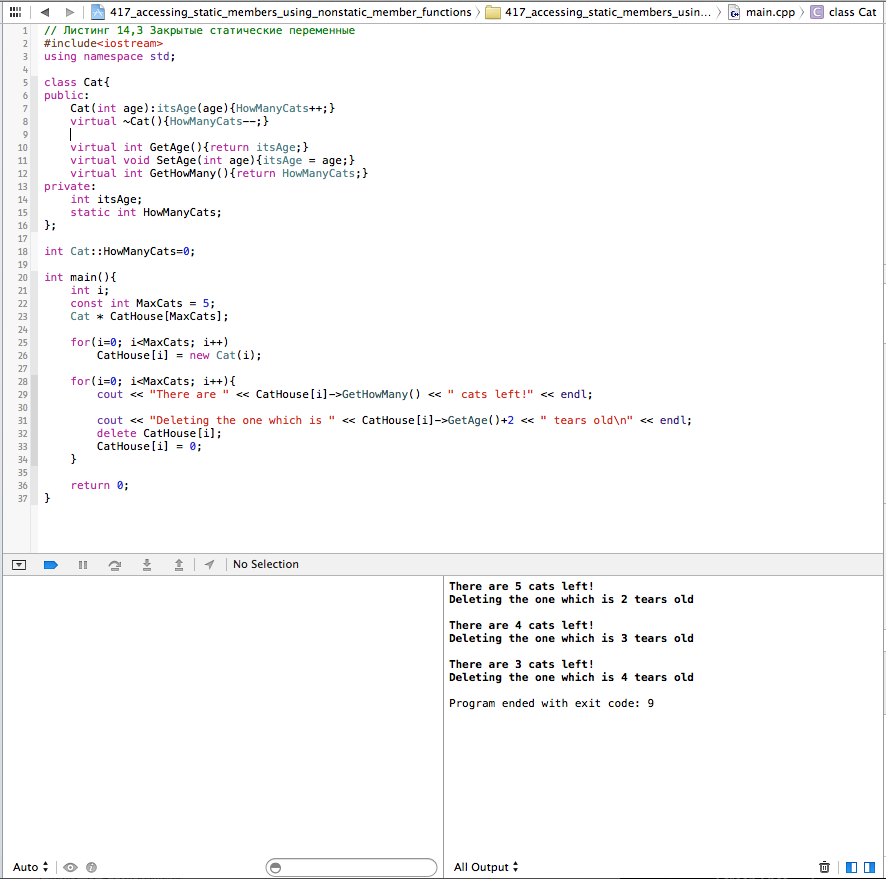 417_accessing_static_members_using_nonstatic_member_functions 417_accessing_static_members_usin... main.cpp C class Cat
1 // Листинг 14,3 Закрытые статические переменные
2 #include<iostream>
3 using namespace std;
4
5 class Cat{
6 public:
7 Cat(int age):itsAge(age){HowManyCats++;}
8 virtual ~Cat(){HowManyCats--;}
9
10 virtual int GetAge(){return itsAge;}
11 virtual void SetAge(int age){itsAge = age;}
12 virtual int GetHowMany(){return HowManyCats;}
13 private:
14 int itsAge;
15 static int HowManyCats;
16 };
17
18 int Cat::HowManyCats=0;
19
20 int main(){
21 int i;
22 const int MaxCats = 5;
23 Cat * CatHouse[MaxCats];
24
25 for(i=0; i<MaxCats; i++)
26 CatHouse[i] = new Cat(i);
27
28 for(i=0; i<MaxCats; i++){
29 cout << "There are " << CatHouse[i]->GetHowMany() << " cats left!" << endl;
30
31 cout << "Deleting the one which is " << CatHouse[i]->GetAge()+2 << " tears old\n" << endl;
32 delete CatHouse[i];
33 CatHouse[i] = 0;
34 }
35
36 return 0;
37 }
No Selection
There are 5 cats left!
Deleting the one which is 2 tears old
There are 4 cats left!
Deleting the one which is 3 tears old
There are 3 cats left!
Deleting the one which is 4 tears old
Program ended with exit code: 9
Auto
All Output